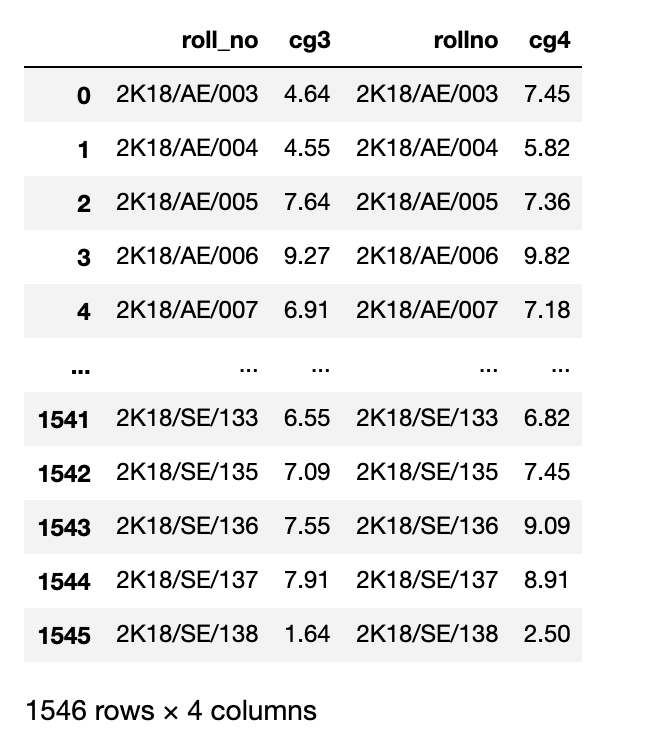 roll_no cg3 rollno cg4
0 2K18/AE/003 4.64 2K18/AE/003 7.45
1 2K18/AE/004 4.55 2K18/AE/004 5.82
2 2K18/AE/005 7.64 2K18/AE/005 7.36
3 2K18/AE/006 9.27 2K18/AE/006 9.82
4 2K18/AE/007 6.91 2K18/AE/007 7.18
... ... ... ... ...
1541 2K18/SE/133 6.55 2K18/SE/133 6.82
1542 2K18/SE/135 7.09 2K18/SE/135 7.45
1543 2K18/SE/136 7.55 2K18/SE/136 9.09
1544 2K18/SE/137 7.91 2K18/SE/137 8.91
1545 2K18/SE/138 1.64 2K18/SE/138 2.50
1546 rows × 4 columns